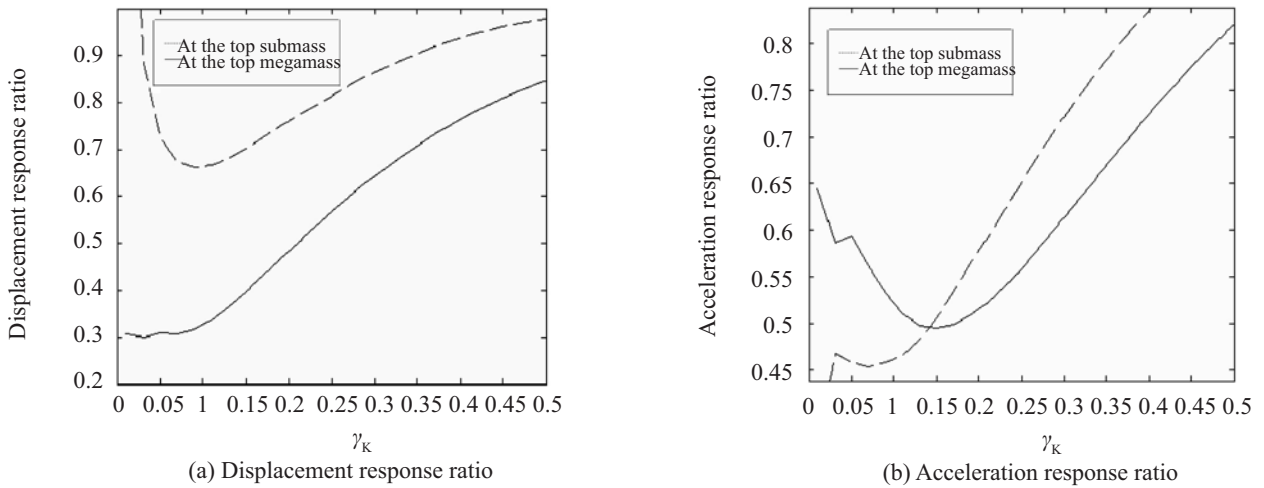 0.9
0.8
0.7
0.6
0.5
0.4
0.3
0.2
Displacement response ratio
At the top submass
At the top megamass
0 0.05 1 0.15 0.2 0.25 0.3 0.35 0.4 0.45 0.5
γK
(a) Displacement response ratio
0.8
0.75
0.7
0.65
0.6
0.55
0.5
0.45
Acceleration response ratio
At the top submass
At the top megamass
0 0.05 1 0.15 0.2 0.25 0.3 0.35 0.4 0.45 0.5
γK
(b) Acceleration response ratio